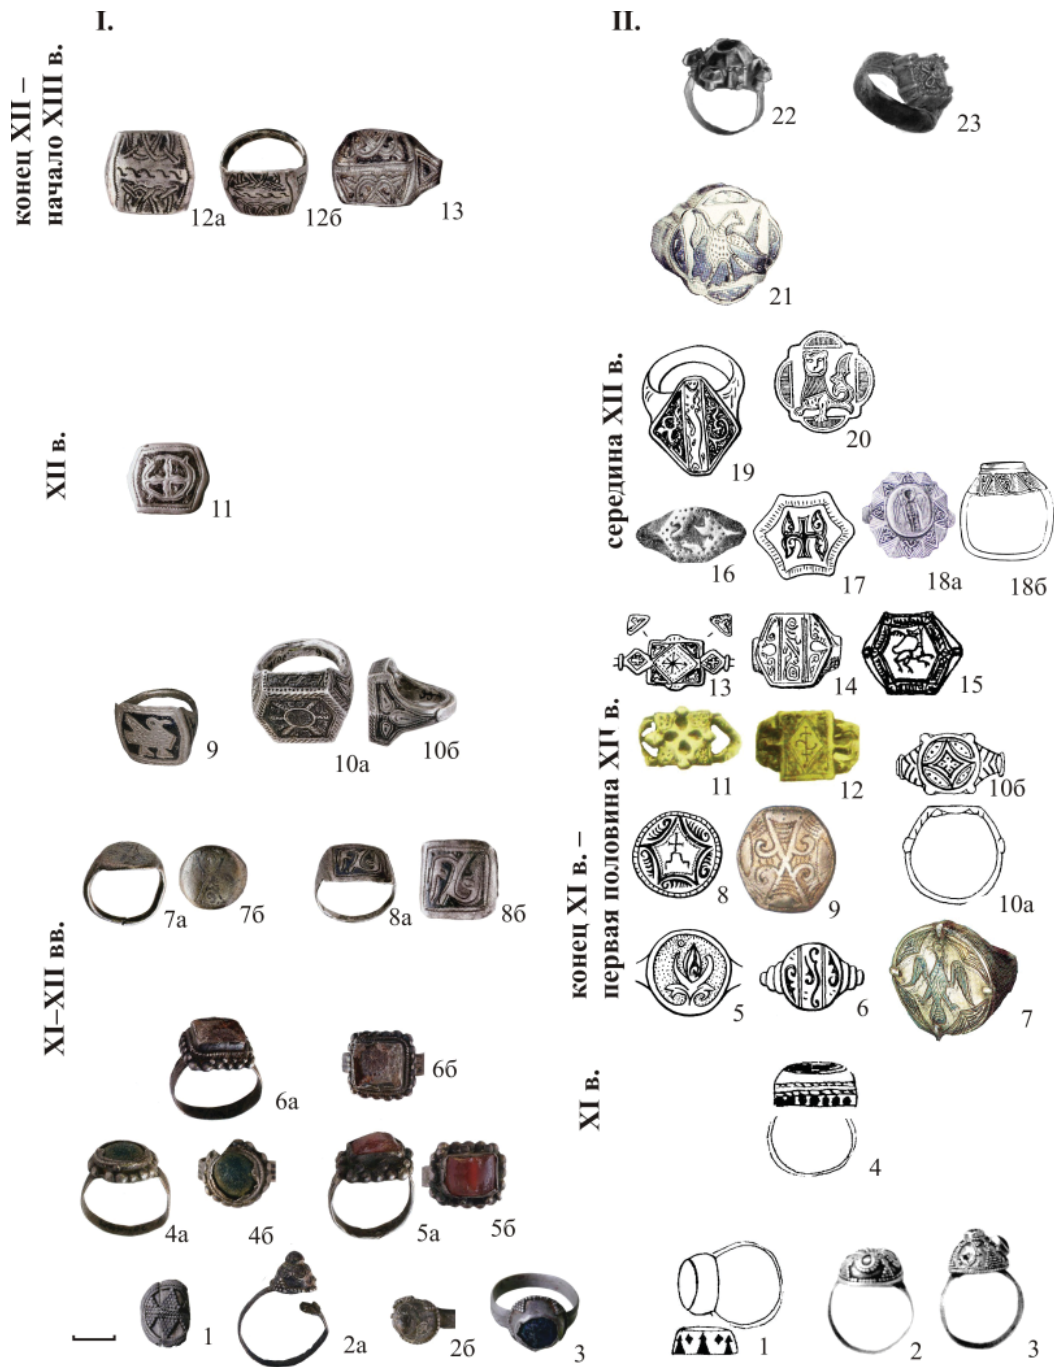 I.
II.
конец XII –
начало XIII в.
22
23
12а
12б
13
21
XII в.
середина XII в.
11
19
20
16
17
18а
18б
конец XI в. –
первая половина XII в.
13
14
15
9
10а
10б
11
12
10б
7а
7б
8а
8б
8
9
10а
XI–XII вв.
5
6
7
6а
6б
XI в.
4
4а
4б
5а
5б
1
2а
2б
3
1
2
3